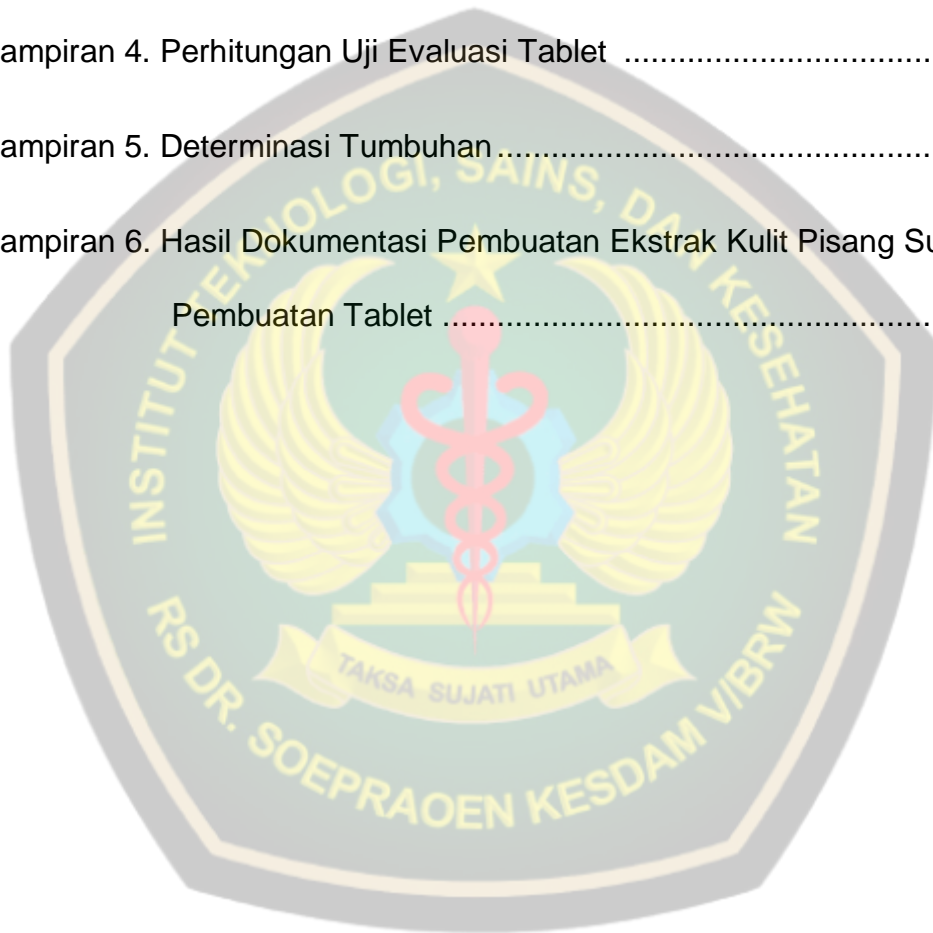 ampiran 4. Perhitungan Uji Evaluasi Tablet ..................................
ampiran 5. Determinasi Tumbuhan ................................................
ampiran 6. Hasil Dokumentasi Pembuatan Ekstrak Kulit Pisang Su
Pembuatan Tablet ......................................................
INSTITUT TEKNOLOGI, SAINS, DAN KESEHATAN
TAKSA SUJATI UTAMA
RS DR. SOEPRAOEN KESDAM V/BRW